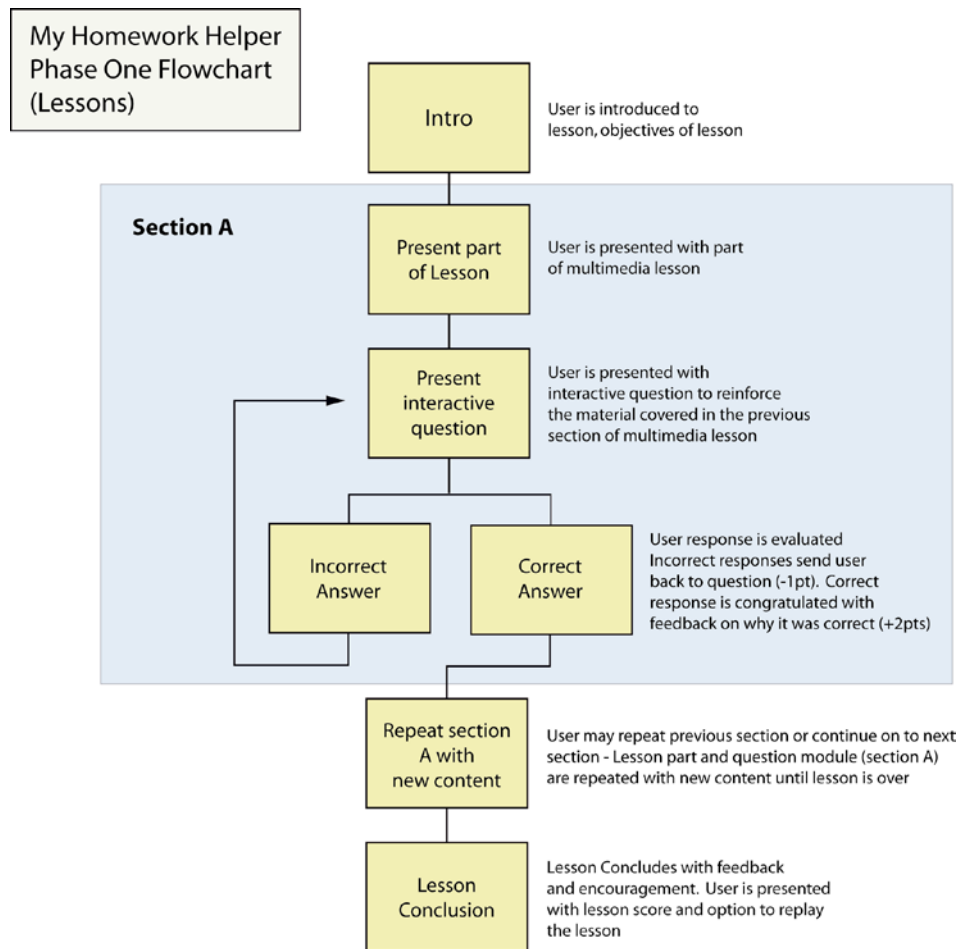 My Homework Helper
Phase One Flowchart
(Lessons)
Intro
User is introduced to
lesson, objectives of lesson
Section A
Present part
of Lesson
User is presented with part
of multimedia lesson
Present
interactive
question
User is presented with
interactive question to reinforce
the material covered in the previous
section of multimedia lesson
Incorrect
Answer
Correct
Answer
User response is evaluated
Incorrect responses send user
back to question (-1pt). Correct
response is congratulated with
feedback on why it was correct (+2pts)
Repeat section
A with
new content
User may repeat previous section or continue on to next
section - Lesson part and question module (section A)
are repeated with new content until lesson is over
Lesson
Conclusion
Lesson Concludes with feedback
and encouragement. User is presented
with lesson score and option to replay
the lesson